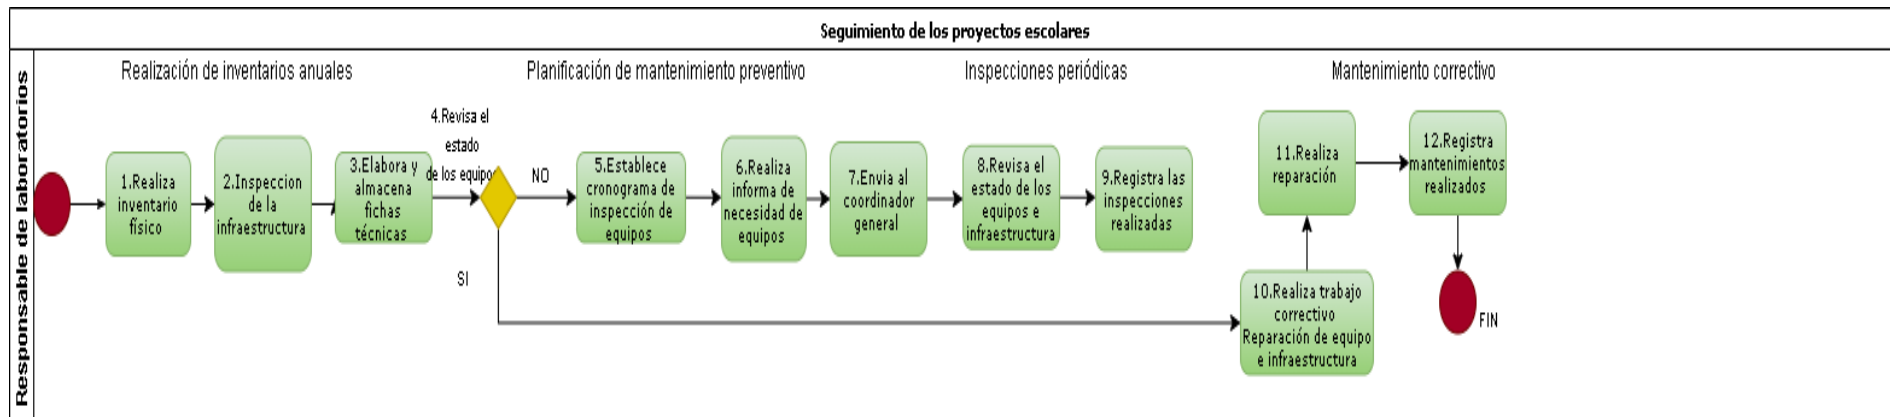 Seguimiento de los proyectos escolares
Responsable de laboratorios
Realización de inventarios anuales
Planificación de mantenimiento preventivo
Inspecciones periódicas
Mantenimiento correctivo
1.Realiza
inventario
físico
2.Inspeccion
de la
infraestructura
3.Elabora y
almacena
fichas
técnicas
4.Revisa el
estado
de los equipos
NO
SI
5.Establece
cronograma de
inspección de
equipos
6.Realiza
informa de
necesidad de
equipos
7.Envia al
coordinador
general
8.Revisa el
estado de los
equipos e
infraestructura
9.Registra las
inspecciones
realizadas
10.Realiza trabajo
correctivo
Reparación de equipo
e infraestructura
11.Realiza
reparación
12.Registra
mantenimientos
realizados
FIN